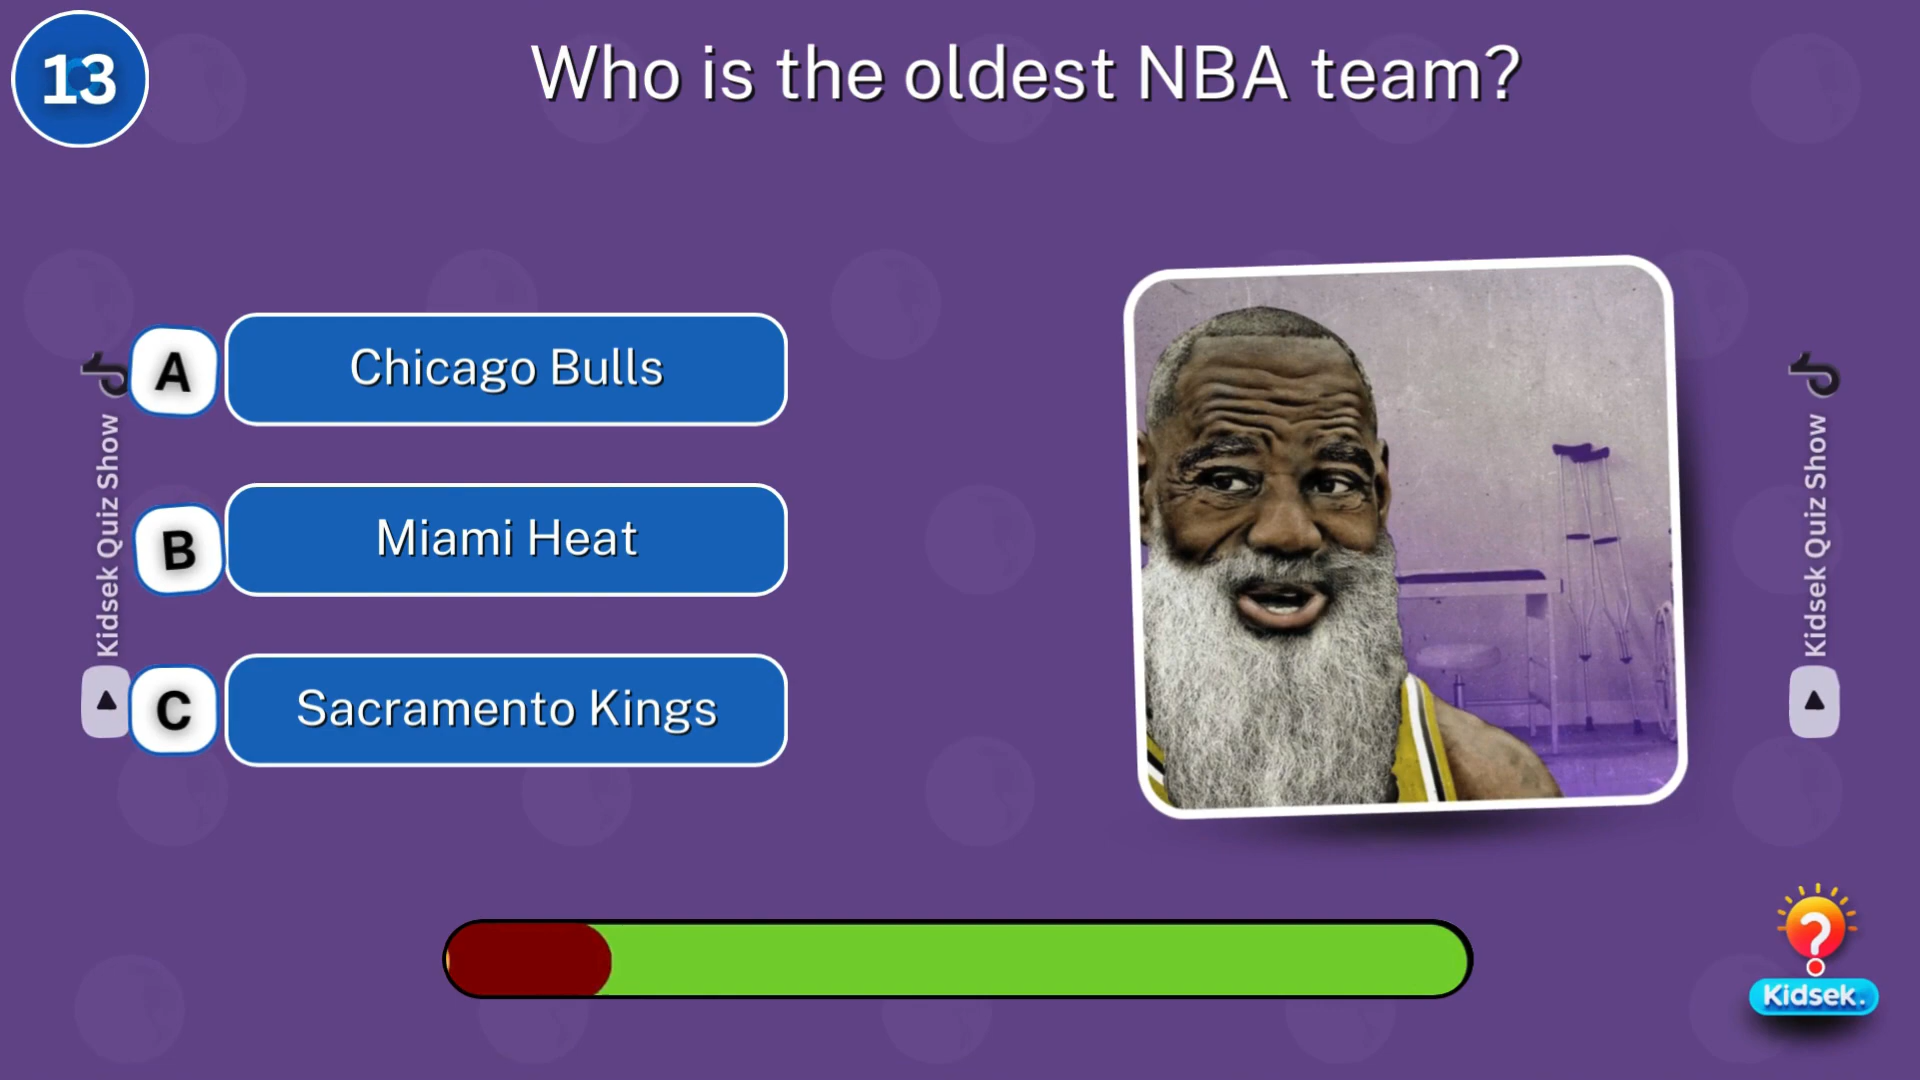 13
Who is the oldest NBA team?
A
Chicago Bulls
B
Miami Heat
C
Sacramento Kings
Kidsek Quiz Show
Kidsek Quiz Show
?
Kidsek.